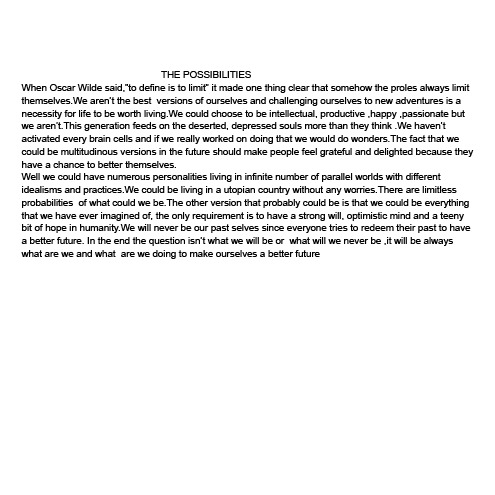 THE POSSIBILITIES
When Oscar Wilde said,"to define is to limit" it made one thing clear that somehow the proles always limit
themselves.We aren't the best  versions of ourselves and challenging ourselves to new adventures is a
necessity for life to be worth living.We could choose to be intellectual, productive ,happy ,passionate but
we aren't.This generation feeds on the deserted, depressed souls more than they think .We haven't
activated every brain cells and if we really worked on doing that we would do wonders.The fact that we
could be multitudinous versions in the future should make people feel grateful and delighted because they
have a chance to better themselves.
Well we could have numerous personalities living in infinite number of parallel worlds with different
idealisms and practices.We could be living in a utopian country without any worries.There are limitless
probabilities  of what could we be.The other version that probably could be is that we could be everything
that we have ever imagined of, the only requirement is to have a strong will, optimistic mind and a teeny
bit of hope in humanity.We will never be our past selves since everyone tries to redeem their past to have
a better future. In the end the question isn't what we will be or  what will we never be ,it will be always
what are we and what  are we doing to make ourselves a better future